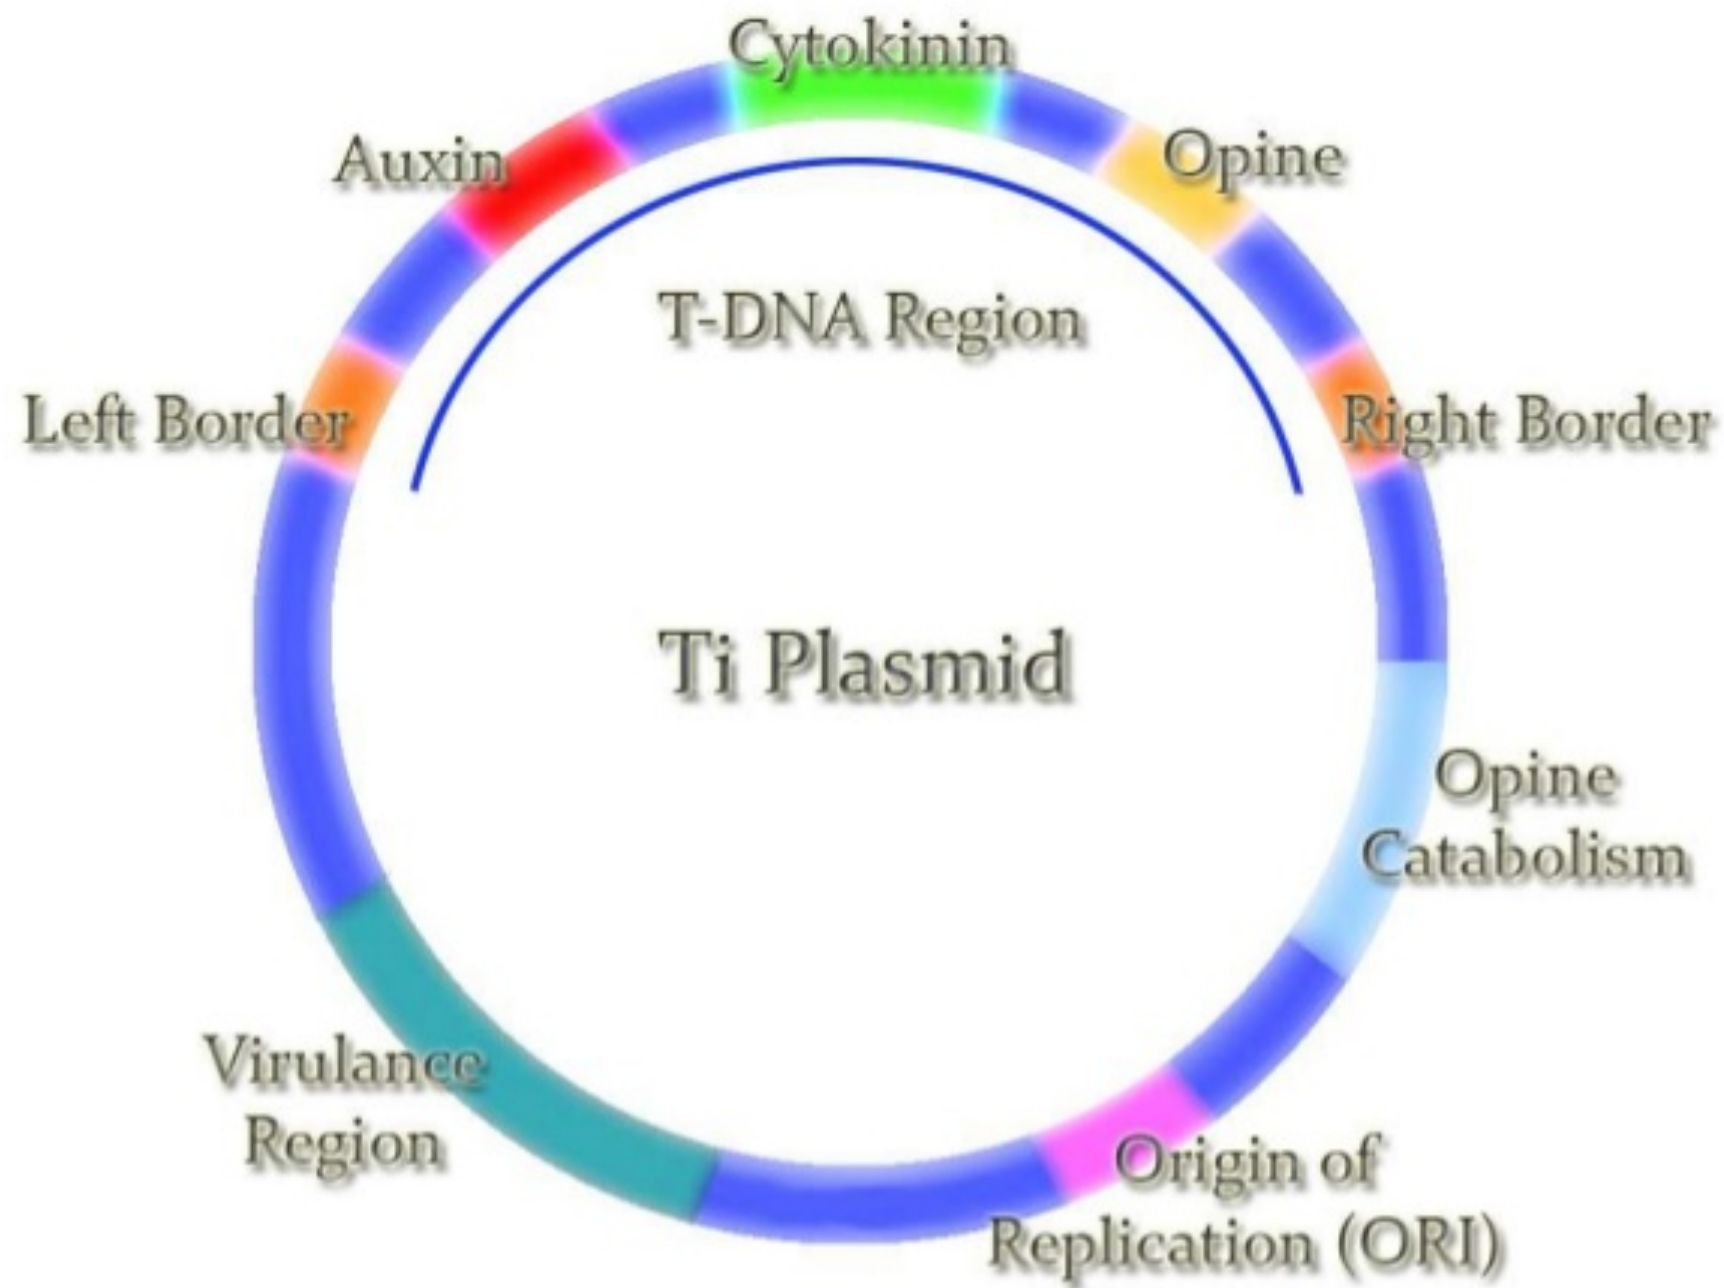 Cytokinin
Auxin
Opine
T-DNA Region
Left Border
Right Border
Ti Plasmid
Opine
Catabolism
Virulance
Region
Origin of
Replication (ORI)